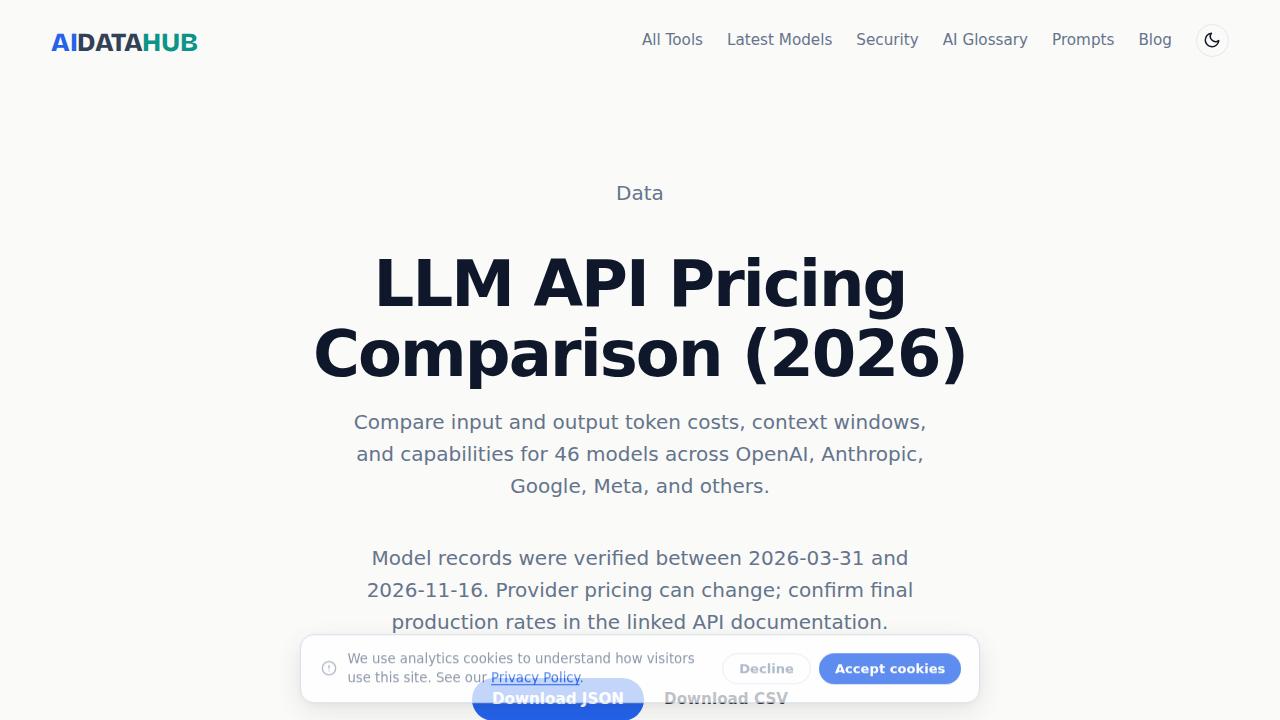 AIDATAHUB
All Tools
Latest Models
Security
AI Glossary
Prompts
Blog
Data
LLM API Pricing
Comparison (2026)
Compare input and output token costs, context windows,
and capabilities for 46 models across OpenAI, Anthropic,
Google, Meta, and others.
Model records were verified between 2026-03-31 and
2026-11-16. Provider pricing can change; confirm final
production rates in the linked API documentation.
We use analytics cookies to understand how visitors
use this site. See our Privacy Policy.
Decline
Accept cookies
Download JSON
Download CSV